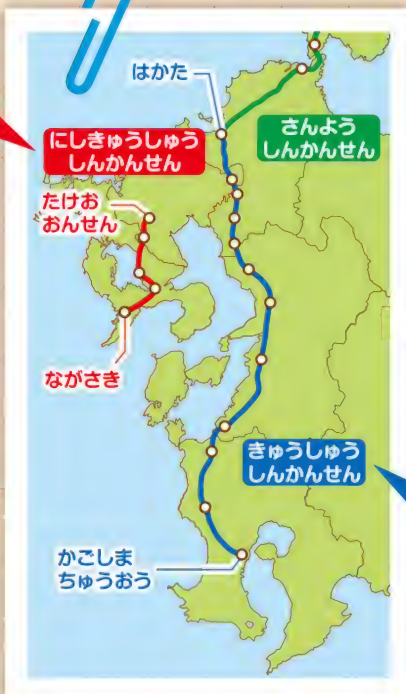 はかた
さんよう
しんかんせん
にしきゅうしゅう
しんかんせん
たけお
おんせん
ながさき
きゅうしゅう
しんかんせん
かごしま
ちゅうおう